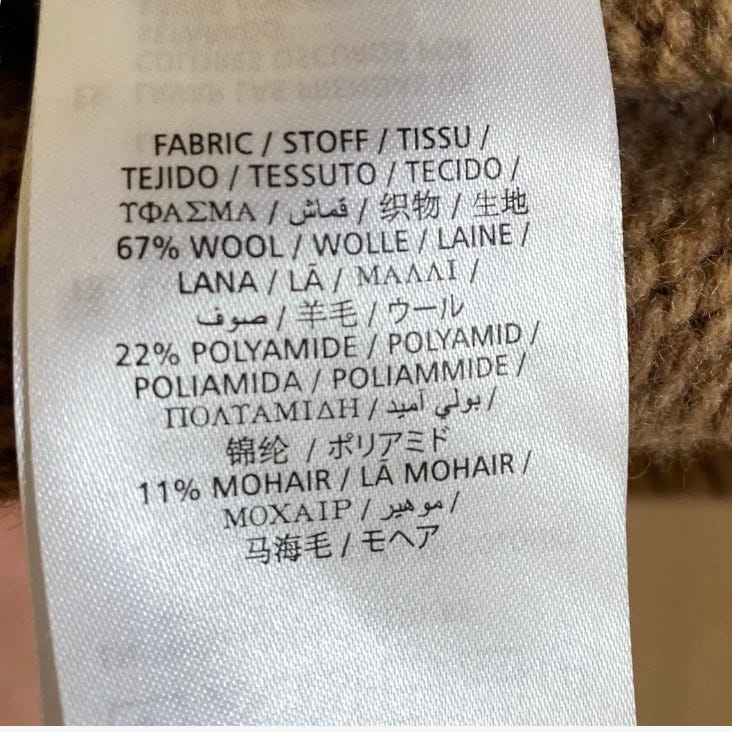 FABRIC / STOFF / TISSU /
TEJIDO / TESSUTO / TECIDO /
ΥΦΑΣΜΑ / قماش / 织物 / 生地
67% WOOL / WOLLE / LAINE /
LANA / LÃ / ΜΑΛΛΙ /
صوف / 羊毛 / ウール
22% POLYAMIDE / POLYAMID /
POLIAMIDA / POLIAMMIDE /
ΠΟΛΤΑΜΙΔΗ / بولي اميد /
锦纶 / ポリアミド
11% MOHAIR / LÃ MOHAIR /
ΜΟΧΑΙΡ / موهير /
马海毛 / モヘア